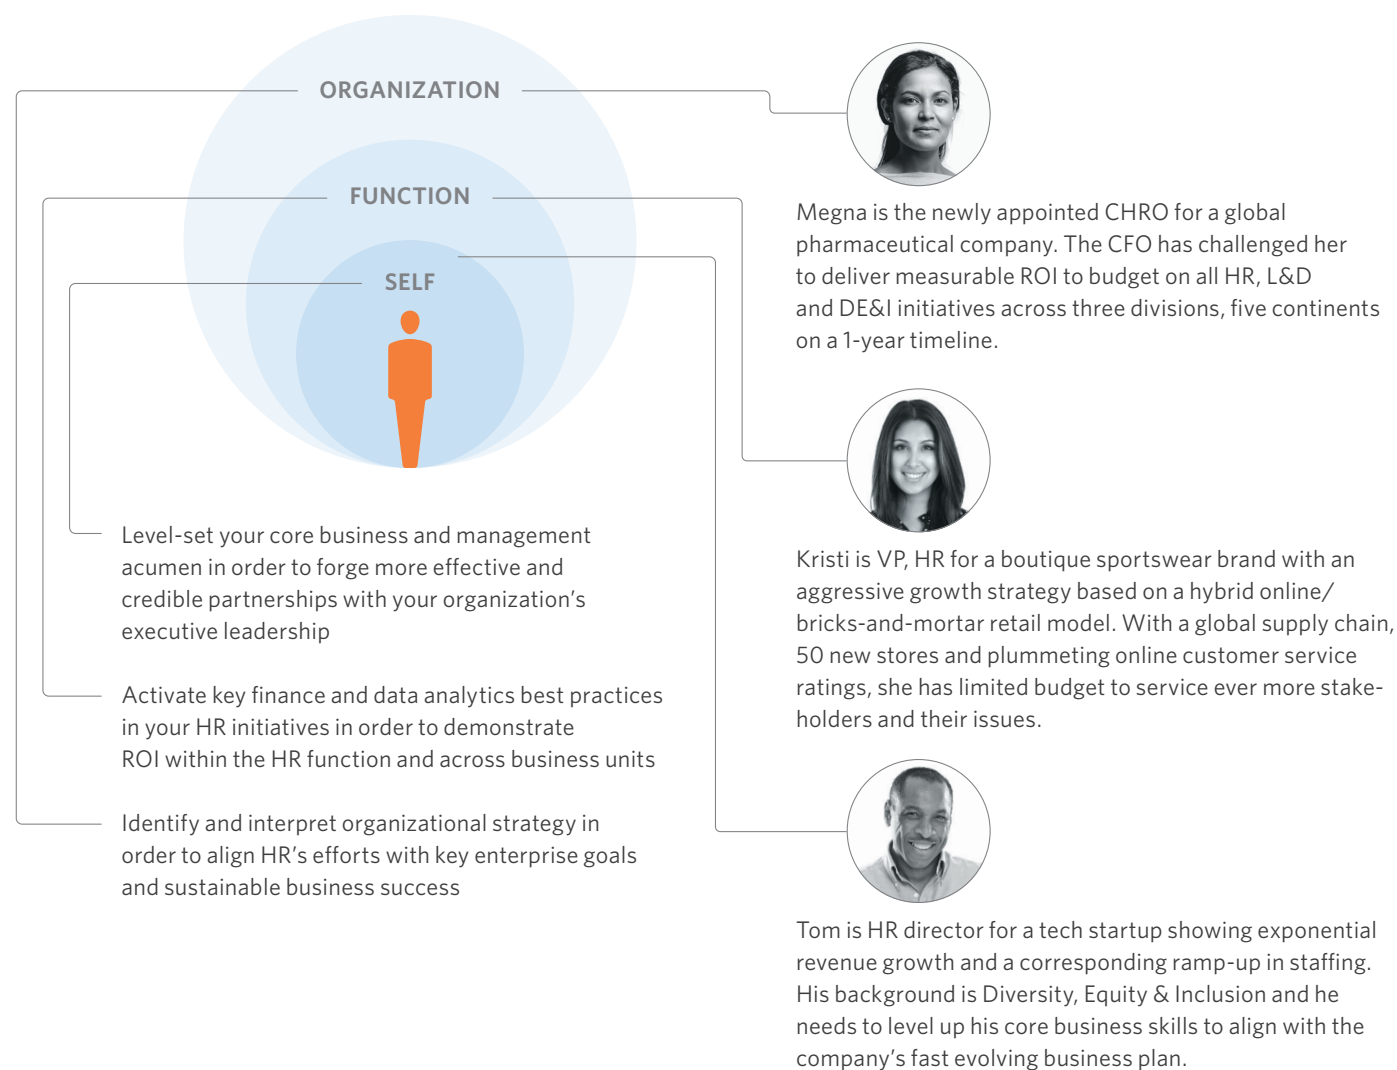 ORGANIZATION
FUNCTION
SELF
Level-set your core business and management
acumen in order to forge more effective and
credible partnerships with your organization's
executive leadership
Activate key finance and data analytics best practices
in your HR initiatives in order to demonstrate
ROI within the HR function and across business units
Identify and interpret organizational strategy in
order to align HR's efforts with key enterprise goals
and sustainable business success
Megna is the newly appointed CHRO for a global
pharmaceutical company. The CFO has challenged her
to deliver measurable ROI to budget on all HR, L&D
and DE&I initiatives across three divisions, five continents
on a 1-year timeline.
Kristi is VP, HR for a boutique sportswear brand with an
aggressive growth strategy based on a hybrid online/
bricks-and-mortar retail model. With a global supply chain,
50 new stores and plummeting online customer service
ratings, she has limited budget to service ever more stake-
holders and their issues.
Tom is HR director for a tech startup showing exponential
revenue growth and a corresponding ramp-up in staffing.
His background is Diversity, Equity & Inclusion and he
needs to level up his core business skills to align with the
company's fast evolving business plan.